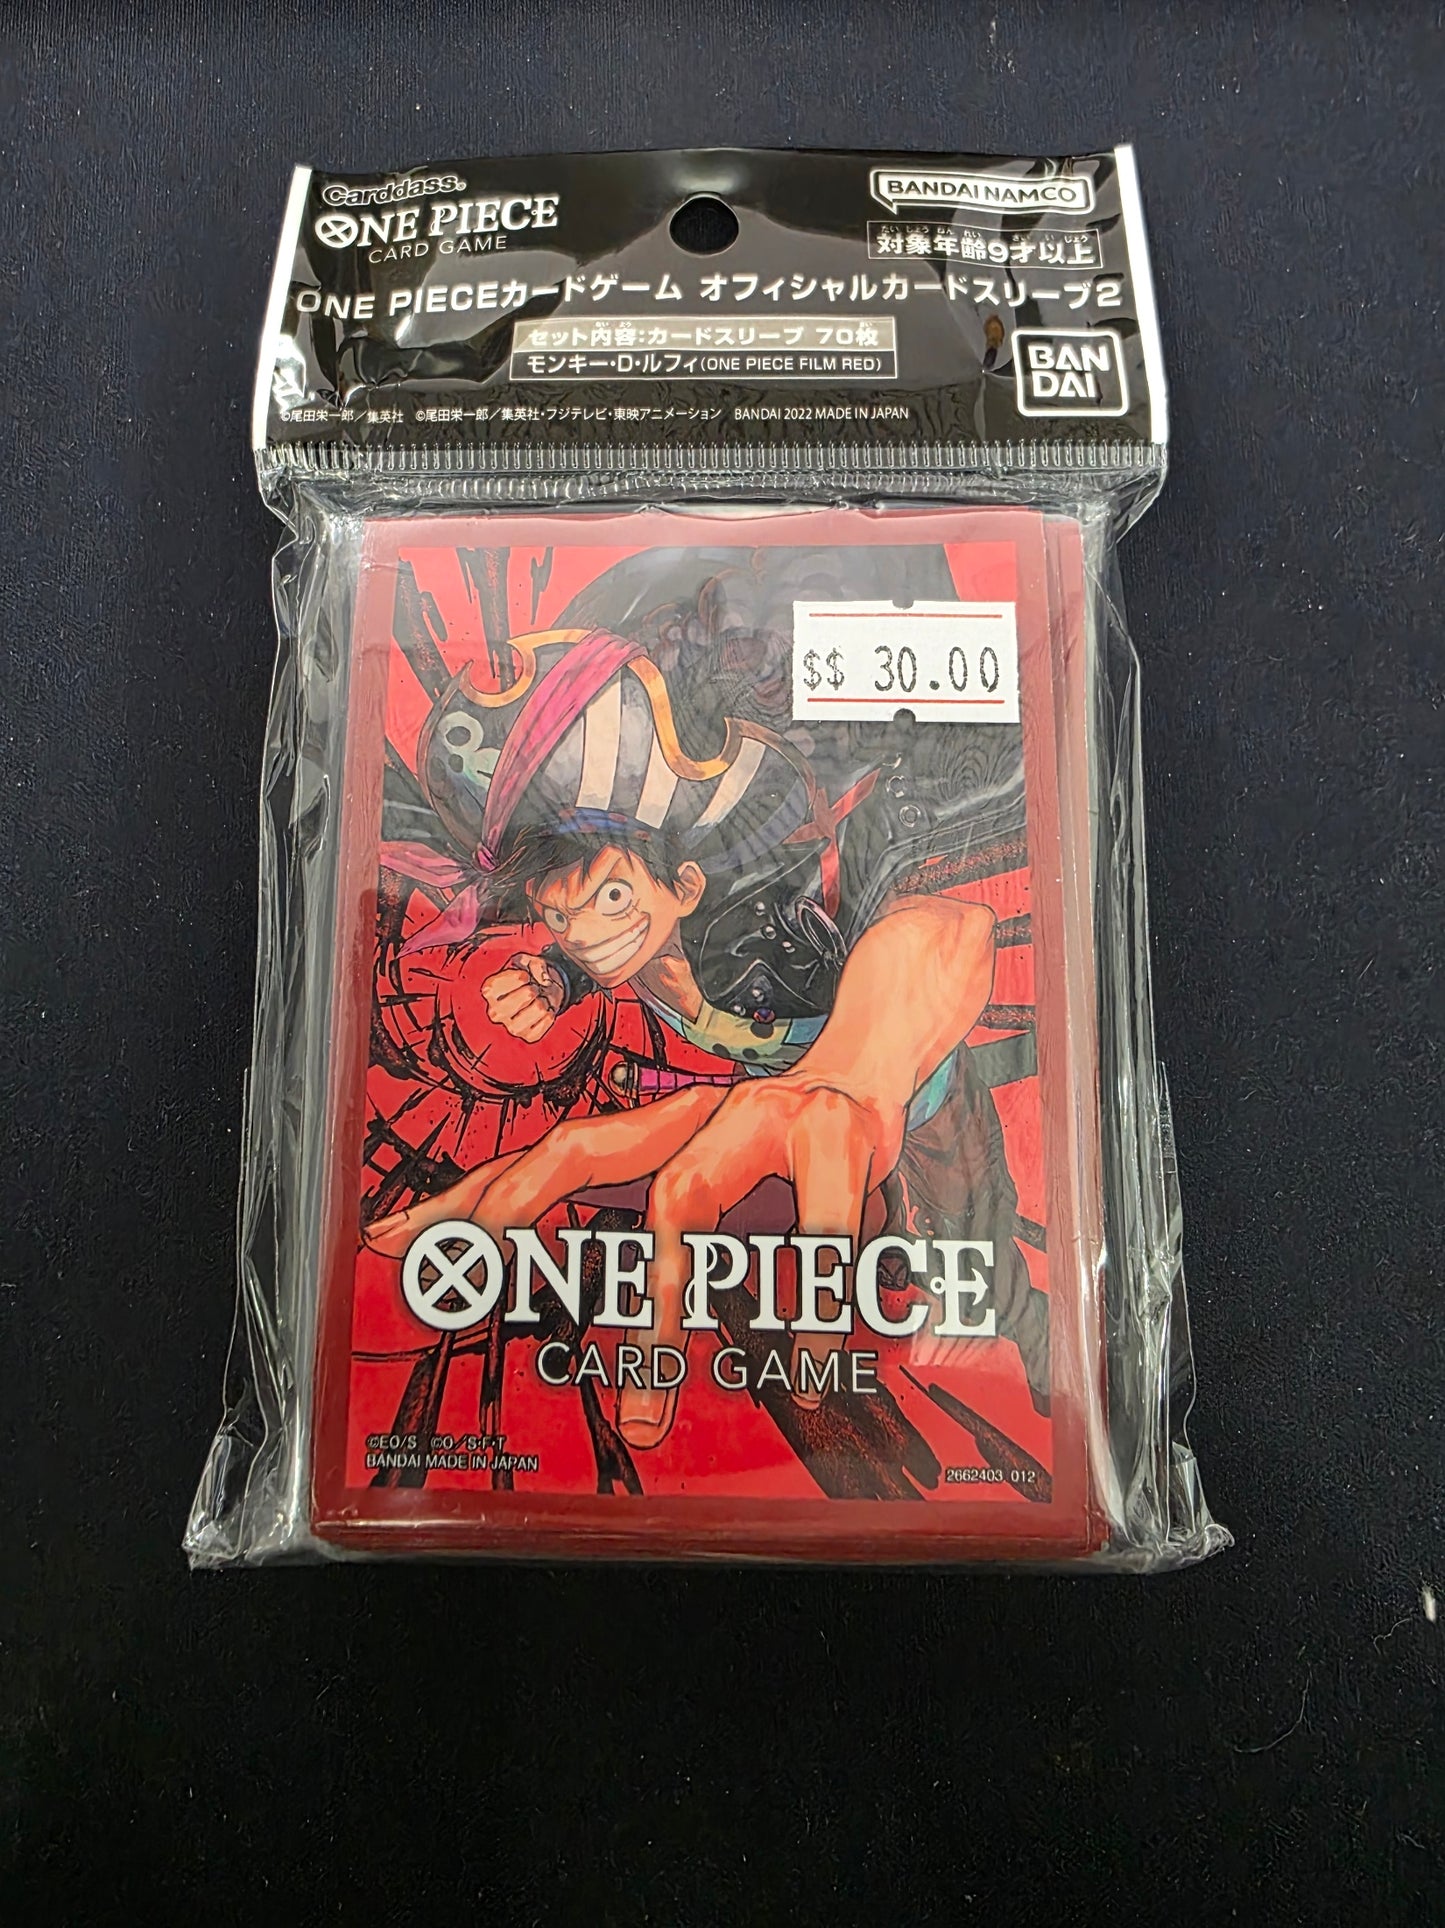 Carddass®
ONE PIECE
CARD GAME
BANDAI NAMCO
対象年齢9才以上
ONE PIECEカードゲーム オフィシャルカードスリーブ2
セット内容:カードスリーブ 70枚
モンキー・D・ルフィ(ONE PIECE FILM RED)
BAN
DAI
©尾田栄一郎/集英社 ©尾田栄一郎/集英社・フジテレビ・東映アニメーション BANDAI 2022 MADE IN JAPAN
S$ 30.00
ONE PIECE
CARD GAME
©EO/S ©O/S・F・T
BANDAI MADE IN JAPAN
2662403 012